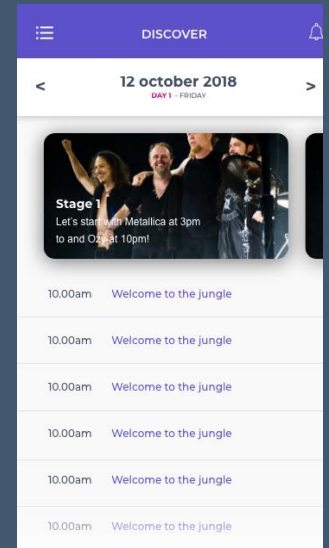 DISCOVER
< 12 october 2018 >
DAY 1 - FRIDAY
Stage 1
Let's start with Metallica at 3pm
to and Ozy at 10pm!
10.00am Welcome to the jungle
10.00am Welcome to the jungle
10.00am Welcome to the jungle
10.00am Welcome to the jungle
10.00am Welcome to the jungle
10.00am Welcome to the jungle